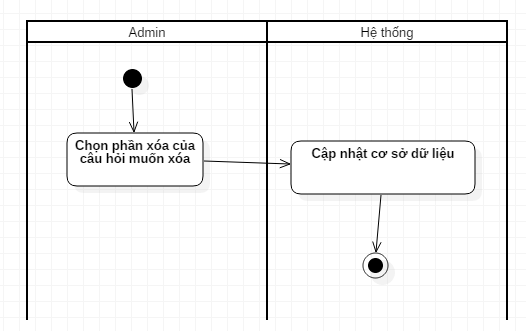 Admin
Hệ thống
Chọn phần xóa của
câu hỏi muốn xóa
Cập nhật cơ sở dữ liệu